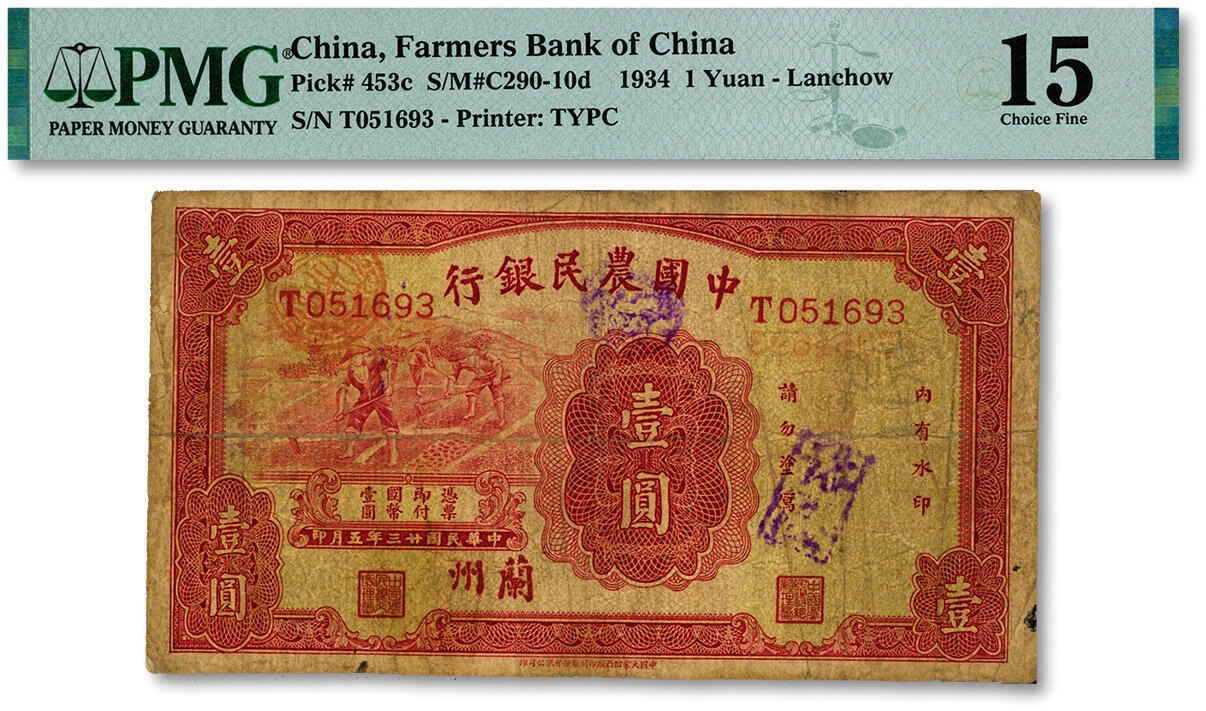 PMG®
PAPER MONEY GUARANTY
China, Farmers Bank of China
Pick# 453c S/M#C290-10d 1934 1 Yuan - Lanchow
S/N T051693 - Printer: TYPC
15
Choice Fine
壹
壹
中國農民銀行
T051693
T051693
壹圓
請勿塗寫
內有水印
憑票即付國幣壹圓
中華民國廿三年五月印
蘭州
壹圓
壹